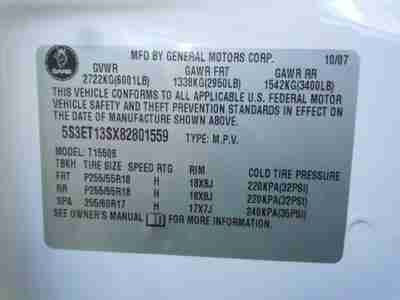 SAAB
MFD BY GENERAL MOTORS CORP. 10/07
GVWR GAWR FRT GAWR RR
2722KG(6001LB) 1338KG(2950LB) 1542KG(3400LB)
THIS VEHICLE CONFORMS TO ALL APPLICABLE U.S. FEDERAL MOTOR
VEHICLE SAFETY AND THEFT PREVENTION STANDARDS IN EFFECT ON
THE DATE OF MANUFACTURE SHOWN ABOVE.
5S3ET13SX82801559 TYPE: M.P.V.
MODEL: T15506
TBKH TIRE SIZE SPEED RTG RIM COLD TIRE PRESSURE
FRT P255/55R18 H 18X8J 220KPA(32PSI)
RR P255/55R18 H 18X8J 220KPA(32PSI)
SPA 255/60R17 H 17X7J 240KPA(35PSI)
SEE OWNER'S MANUAL FOR MORE INFORMATION.